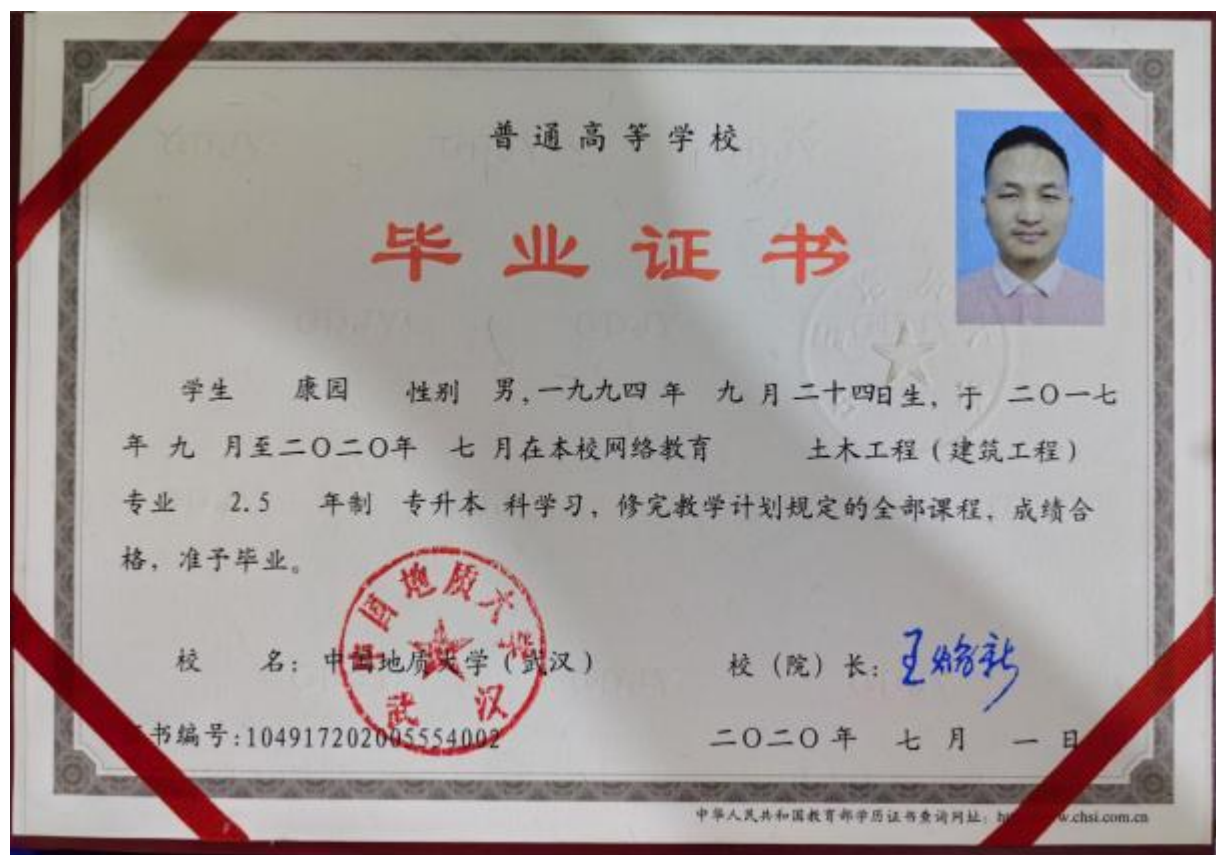 普通高等学校
毕业证书
学生 康园 性别 男，一九九四 年 九 月 二十四日生，于 二〇一七
年 九 月至二〇二〇年 七 月在本校网络教育 土木工程（建筑工程）
专业 2.5 年制 专升本 科学习，修完教学计划规定的全部课程，成绩合
格，准予毕业。
中国地质大学
武汉
校 名：中国地质大学（武汉） 校（院）长：王焰新
书编号:104917202005554002 二〇二〇年 七 月 一 日
中华人民共和国教育部学历证书查询网址： w.chsi.com.cn